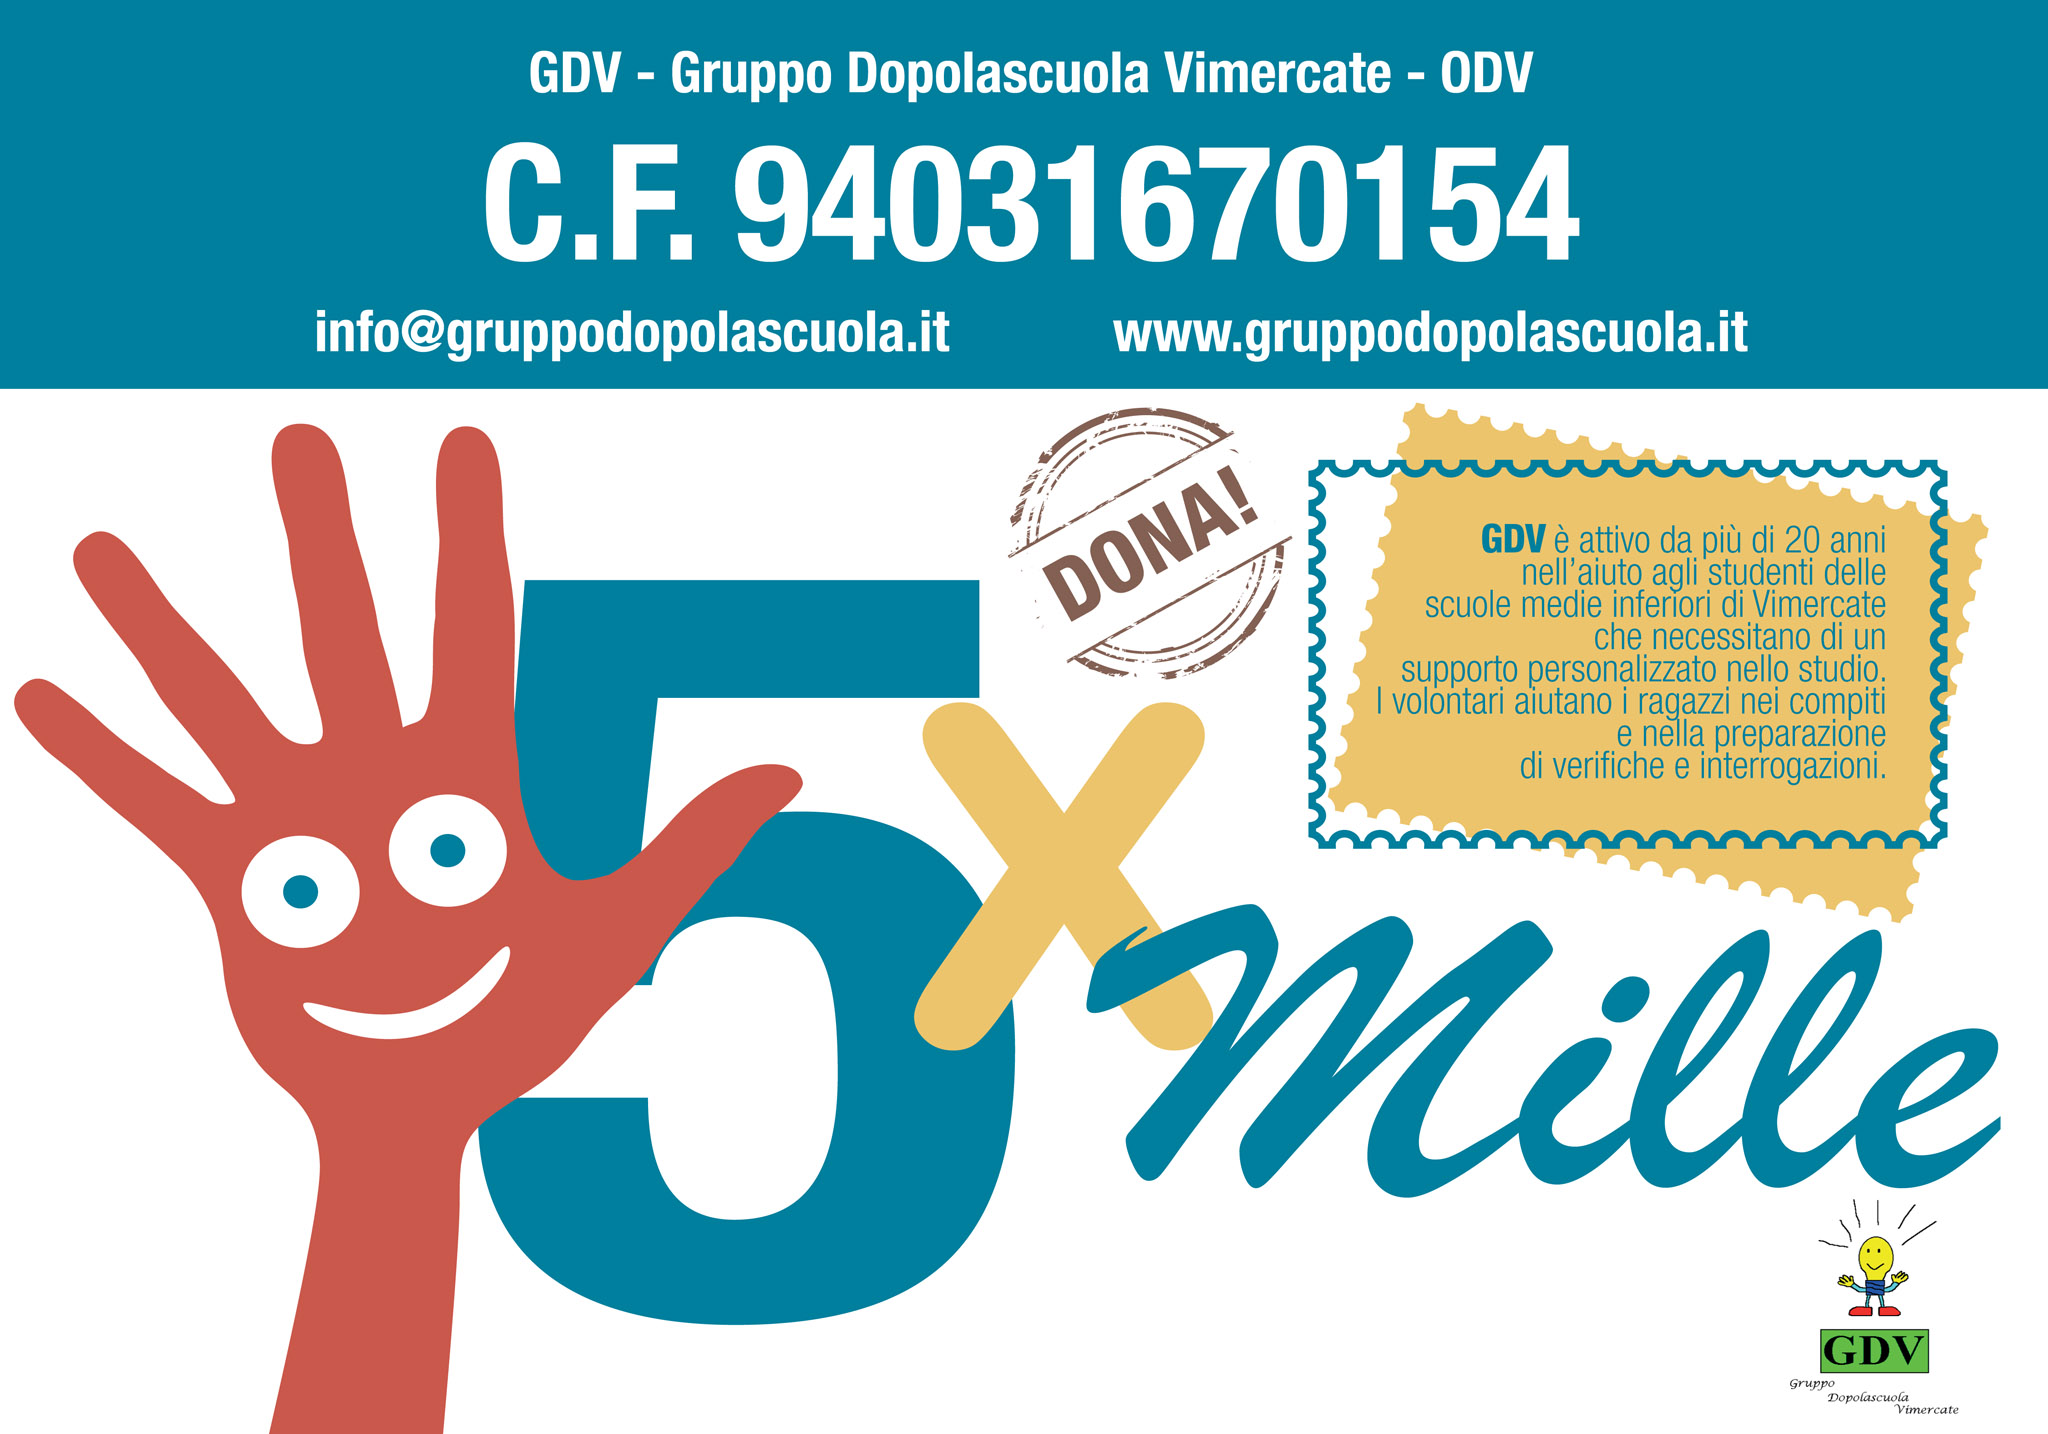 GDV - Gruppo Dopolascuola Vimercate - ODV
C.F. 94031670154
info@gruppodopolascuola.it www.gruppodopolascuola.it
DONA!
GDV è attivo da più di 20 anni
nell'aiuto agli studenti delle
scuole medie inferiori di Vimercate
che necessitano di un
supporto personalizzato nello studio.
I volontari aiutano i ragazzi nei compiti
e nella preparazione
di verifiche e interrogazioni.
5x Mille
GDV
Gruppo
Dopolascuola
Vimercate